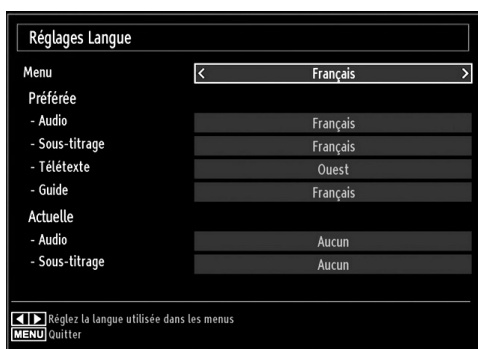 Réglages Langue
Menu < Français >
Préférée
- Audio Français
- Sous-titrage Français
- Télétexte Ouest
- Guide Français
Actuelle
- Audio Aucun
- Sous-titrage Aucun
Réglez la langue utilisée dans les menus
MENU Quitter